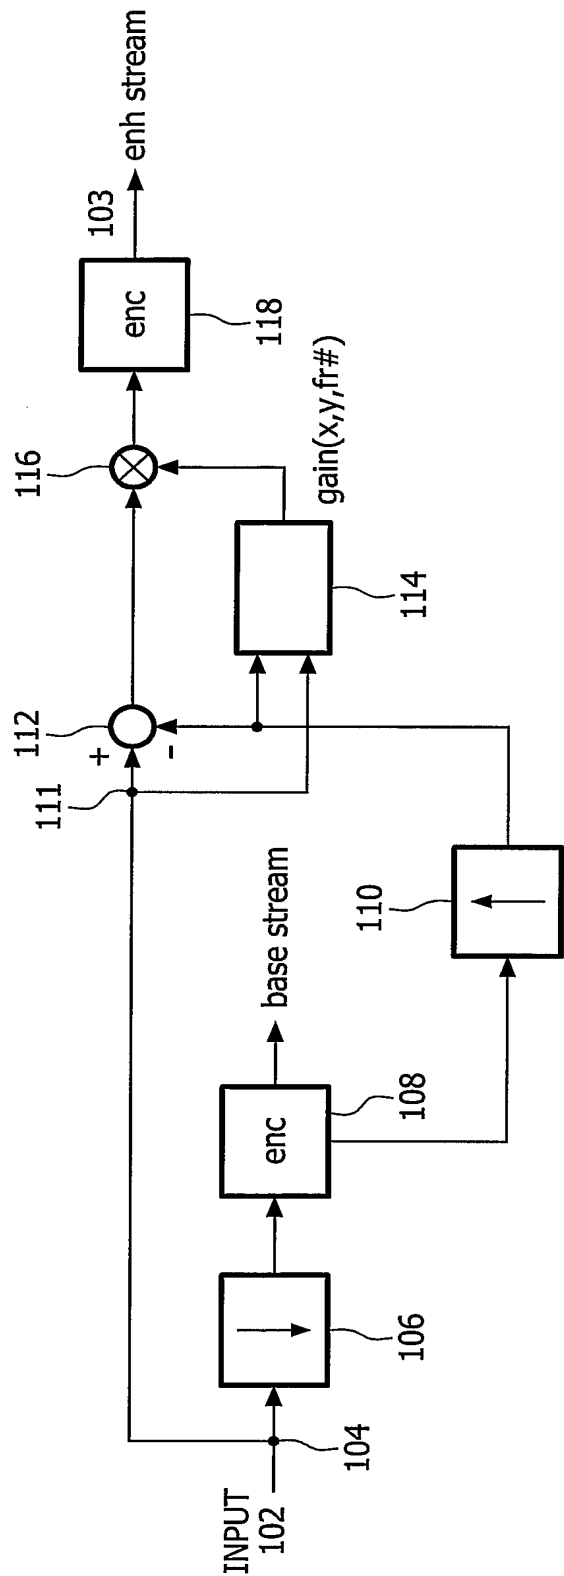 INPUT
102
104
106
enc
108
base stream
110
111
112
+
-
114
gain(x,y,fr#)
116
enc
118
103
enh stream